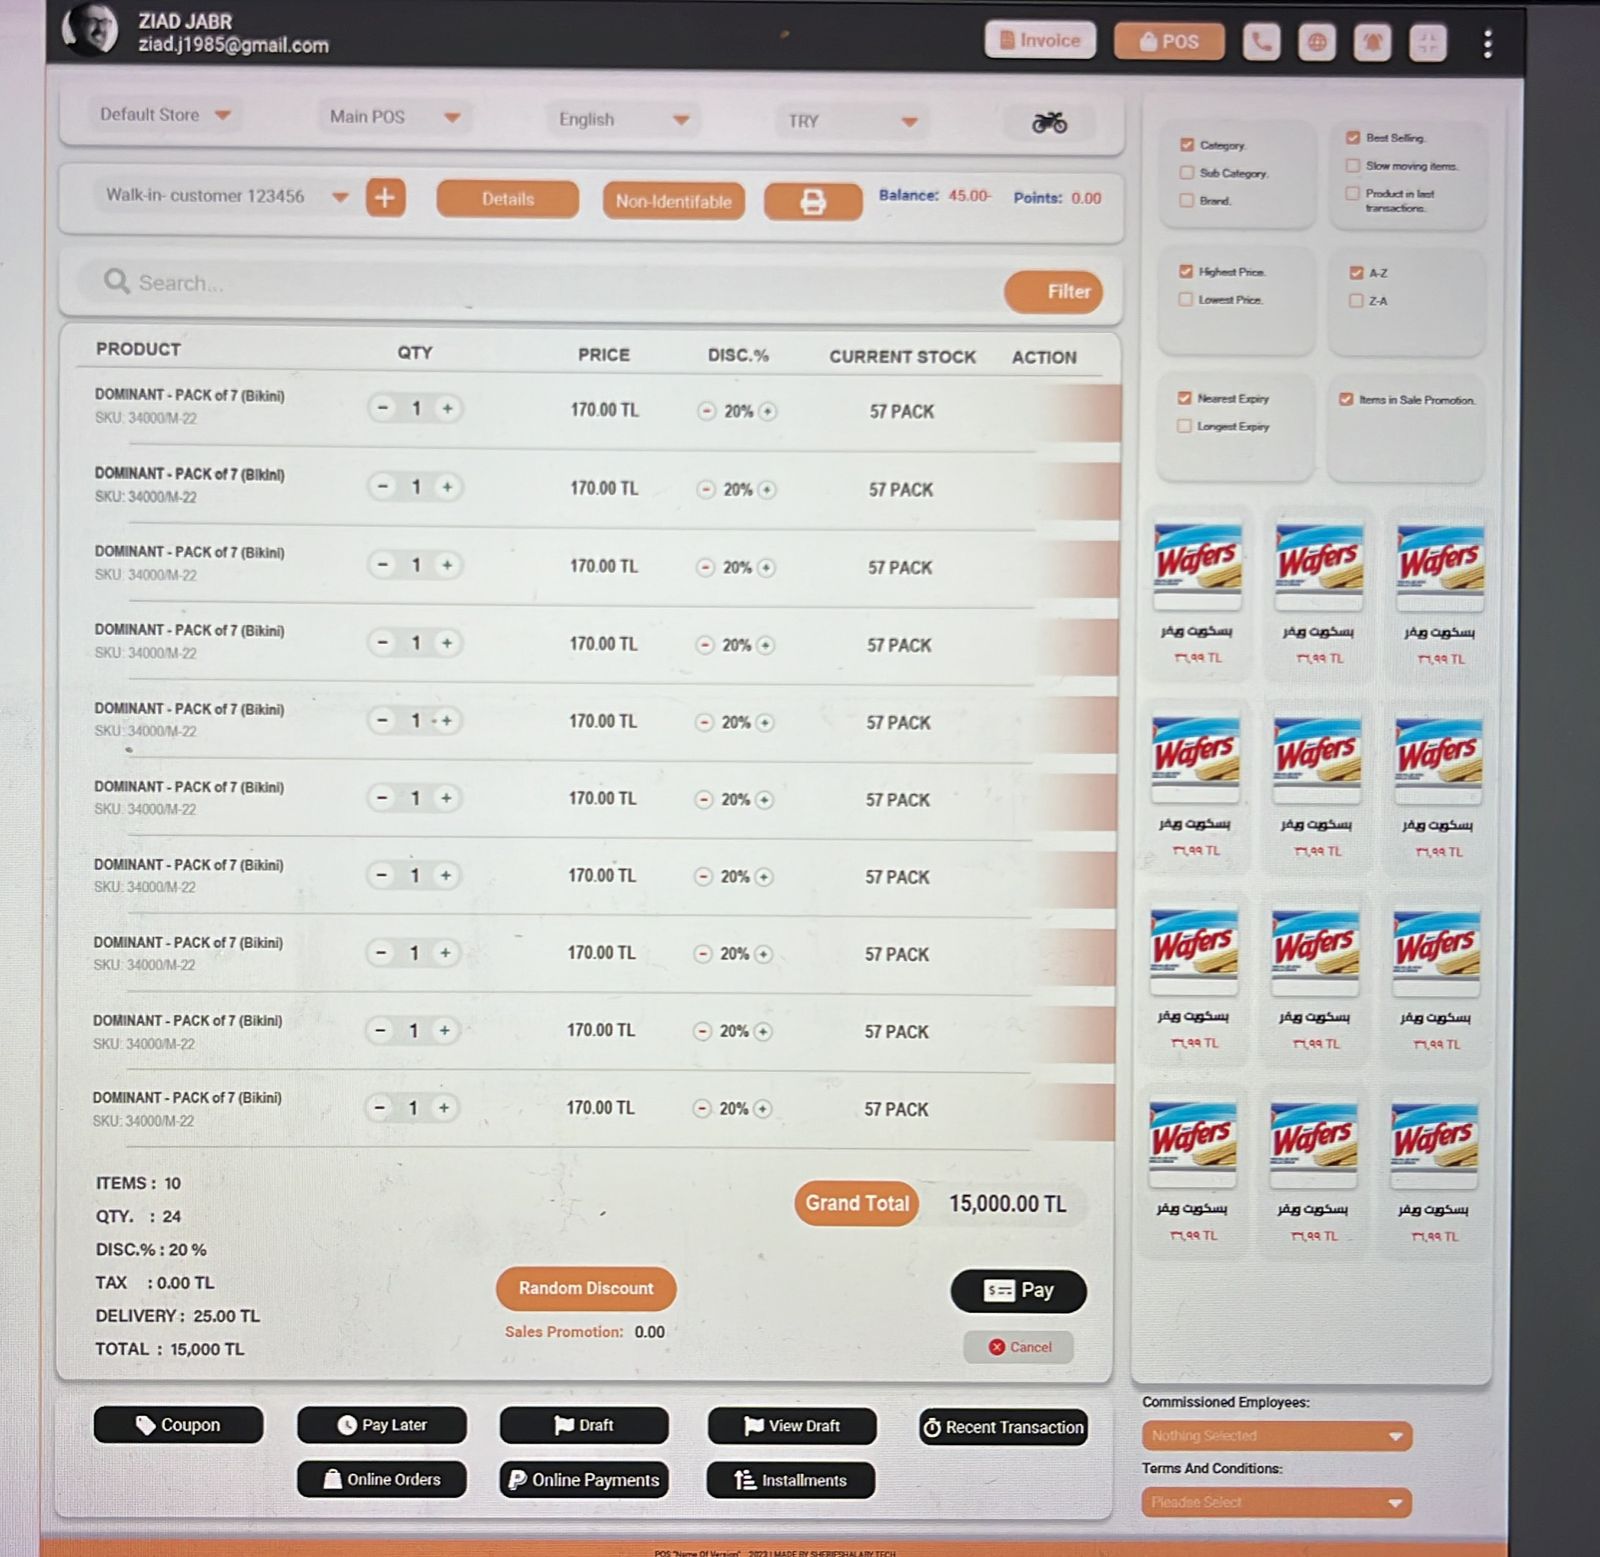 ZIAD JABR
ziad.j1985@gmail.com
Invoice
POS
Default Store
Main POS
English
TRY
Walk-in- customer 123456
Details
Non-Identifable
Balance: 45.00-
Points: 0.00
Search...
Filter
PRODUCT QTY PRICE DISC.% CURRENT STOCK ACTION
DOMINANT - PACK of 7 (Bikini) - 1 + 170.00 TL - 20% + 57 PACK
SKU: 34000/M-22
DOMINANT - PACK of 7 (Bikini) - 1 + 170.00 TL - 20% + 57 PACK
SKU: 34000/M-22
DOMINANT - PACK of 7 (Bikini) - 1 + 170.00 TL - 20% + 57 PACK
SKU: 34000/M-22
DOMINANT - PACK of 7 (Bikini) - 1 + 170.00 TL - 20% + 57 PACK
SKU: 34000/M-22
DOMINANT - PACK of 7 (Bikini) - 1 + 170.00 TL - 20% + 57 PACK
SKU: 34000/M-22
DOMINANT - PACK of 7 (Bikini) - 1 + 170.00 TL - 20% + 57 PACK
SKU: 34000/M-22
DOMINANT - PACK of 7 (Bikini) - 1 + 170.00 TL - 20% + 57 PACK
SKU: 34000/M-22
DOMINANT - PACK of 7 (Bikini) - 1 + 170.00 TL - 20% + 57 PACK
SKU: 34000/M-22
DOMINANT - PACK of 7 (Bikini) - 1 + 170.00 TL - 20% + 57 PACK
SKU: 34000/M-22
DOMINANT - PACK of 7 (Bikini) - 1 + 170.00 TL - 20% + 57 PACK
SKU: 34000/M-22
ITEMS : 10
QTY. : 24
DISC.% : 20 %
TAX : 0.00 TL
DELIVERY : 25.00 TL
TOTAL : 15,000 TL
Grand Total 15,000.00 TL
Random Discount
Sales Promotion: 0.00
Pay
Cancel
Coupon
Pay Later
Draft
View Draft
Recent Transaction
Online Orders
Online Payments
Installments
Category.
Sub Category.
Brand.
Best Selling.
Slow moving items.
Product in last
transactions.
Highest Price.
Lowest Price.
A-Z
Z-A
Nearest Expiry
Longest Expiry
Items in Sale Promotion.
Wafers Wafers Wafers
بسكويت ويفر بسكويت ويفر بسكويت ويفر
٣٦,٩٩ TL ٣٦,٩٩ TL ٣٦,٩٩ TL
Wafers Wafers Wafers
بسكويت ويفر بسكويت ويفر بسكويت ويفر
٣٦,٩٩ TL ٣٦,٩٩ TL ٣٦,٩٩ TL
Wafers Wafers Wafers
بسكويت ويفر بسكويت ويفر بسكويت ويفر
٣٦,٩٩ TL ٣٦,٩٩ TL ٣٦,٩٩ TL
Wafers Wafers Wafers
بسكويت ويفر بسكويت ويفر بسكويت ويفر
٣٦,٩٩ TL ٣٦,٩٩ TL ٣٦,٩٩ TL
Commissioned Employees:
Nothing Selected
Terms And Conditions:
Pleadse Select
POS "Name Of Version" 2023 | MADE BY SHERIFSHALABY.TECH